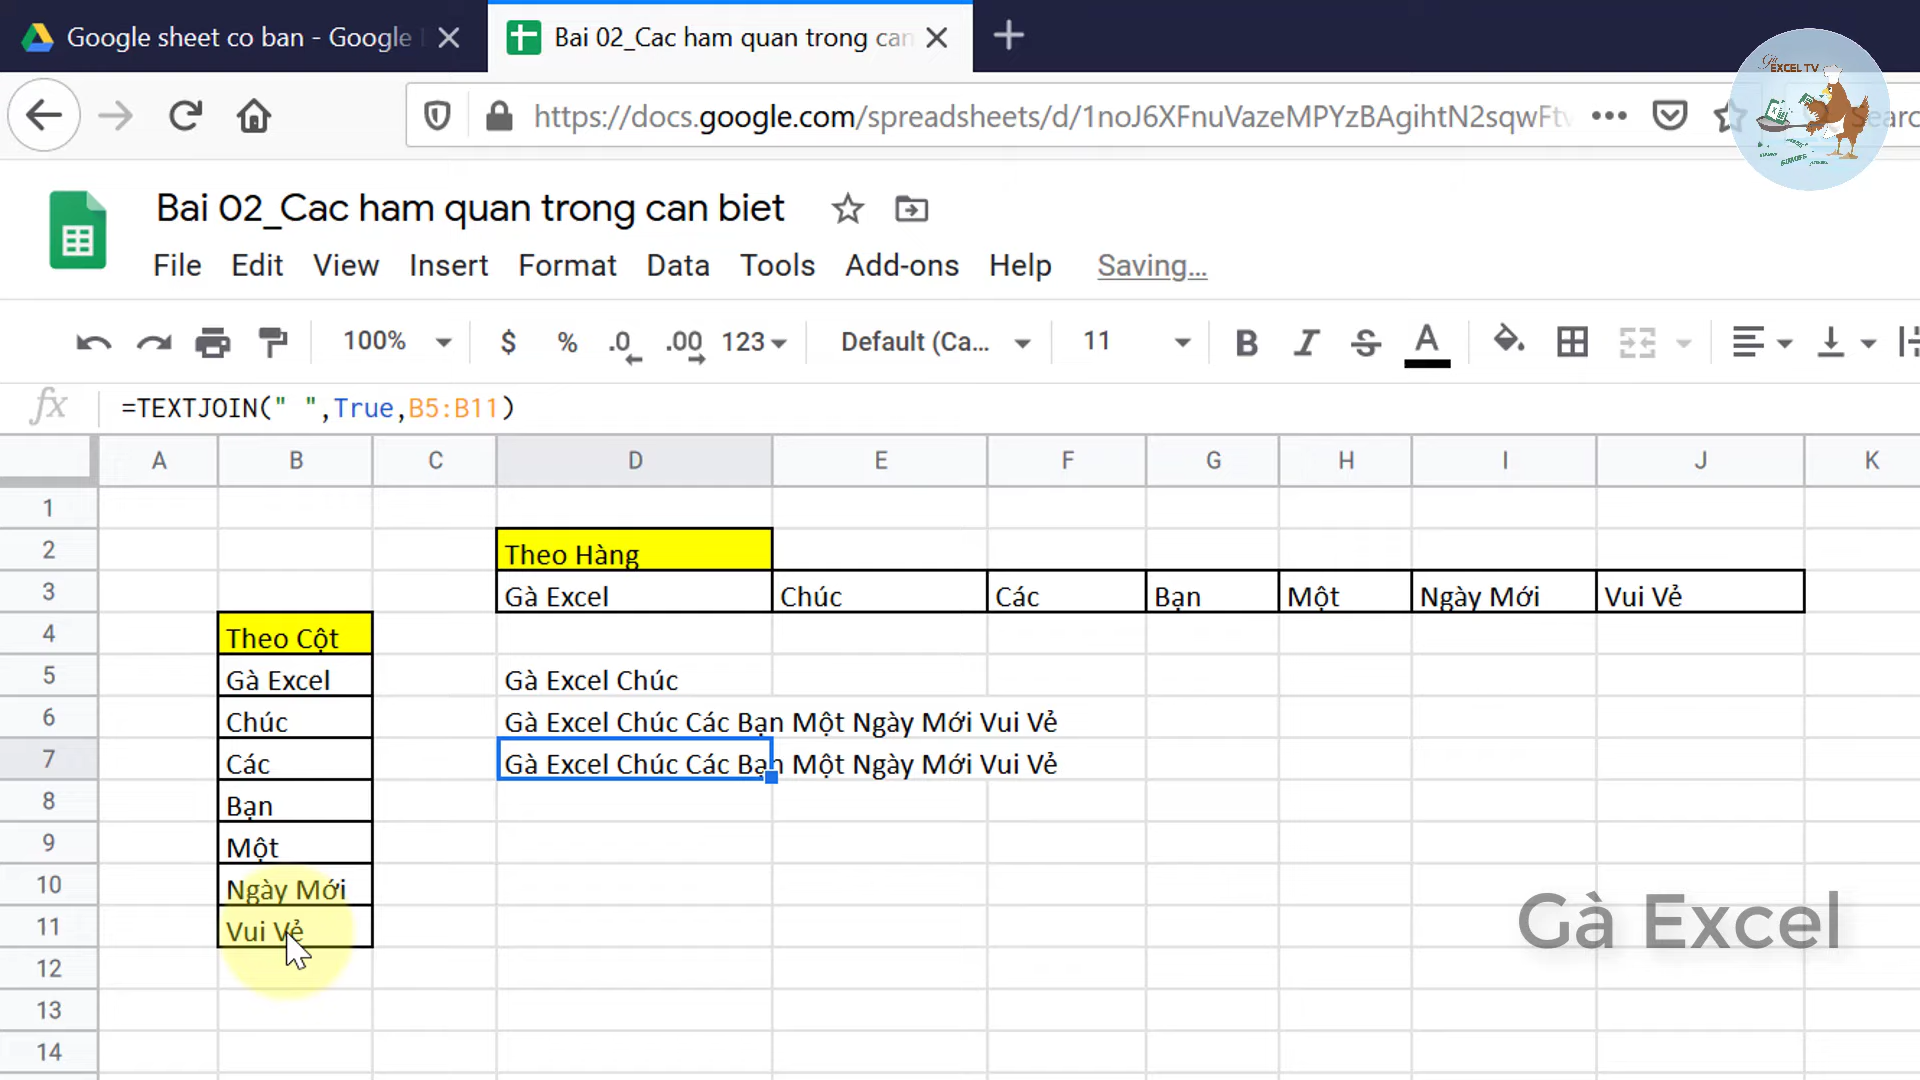 Google sheet co ban - Google
Bai 02_Cac ham quan trong can
Gà EXCEL TV
https://docs.google.com/spreadsheets/d/1noJ6XFnuVazeMPYzBAgihtN2sqwFtv
Searc
Bai 02_Cac ham quan trong can biet
File Edit View Insert Format Data Tools Add-ons Help Saving...
100% $ % .0 .00 123 Default (Ca... 11 B I S A
fx =TEXTJOIN(" ",True,B5:B11)
A B C D E F G H I J K
1
2 Theo Hàng
3 Gà Excel Chúc Các Bạn Một Ngày Mới Vui Vẻ
4 Theo Cột
5 Gà Excel Gà Excel Chúc
6 Chúc Gà Excel Chúc Các Bạn Một Ngày Mới Vui Vẻ
7 Các Gà Excel Chúc Các Bạn Một Ngày Mới Vui Vẻ
8 Bạn
9 Một
10 Ngày Mới
11 Vui Vẻ
Gà Excel
12
13
14